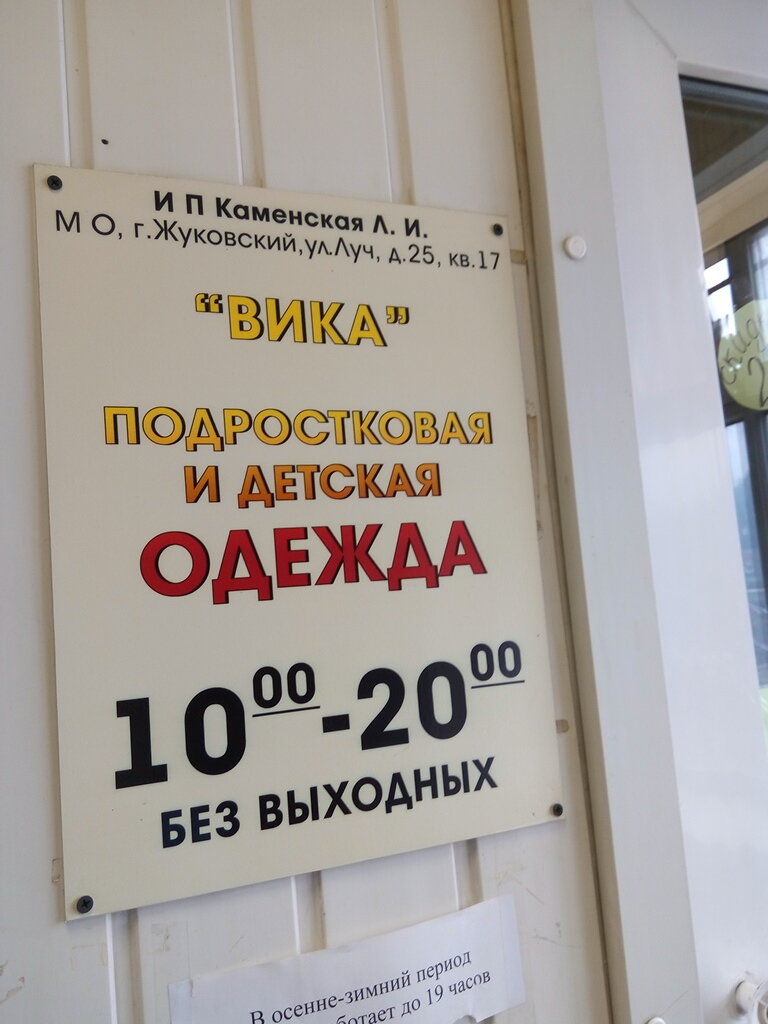 И П Каменская Л. И.
М О, г.Жуковский,ул.Луч, д.25, кв.17
“ВИКА”
ПОДРОСТКОВАЯ
И ДЕТСКАЯ
ОДЕЖДА
10⁰⁰-20⁰⁰
БЕЗ ВЫХОДНЫХ
В осенне-зимний период
до 19 часов